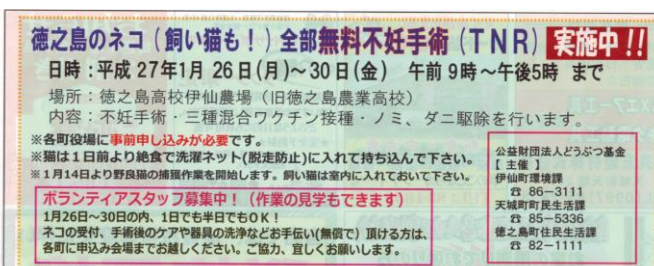 徳之島のネコ（飼い猫も！）全部無料不妊手術（TNR）実施中!!
日時：平成27年1月26日(月)～30日(金) 午前9時～午後5時 まで
場所：徳之島高校伊仙農場（旧徳之島農業高校）
内容：不妊手術・三種混合ワクチン接種・ノミ、ダニ駆除を行います。
※各町役場に事前申し込みが必要です。
※猫は1日前より絶食で洗濯ネット(脱走防止)に入れて持ち込んで下さい。
※1月14日より野良猫の捕獲作業を開始します。飼い猫は室内に入れておいて下さい。
ボランティアスタッフ募集中！（作業の見学もできます）
1月26日～30日の内、1日でも半日でもOK！
ネコの受付、手術後のケアや器具の洗浄などお手伝い(無償で）頂ける方は、
各町に申込み会場までお越しください。ご協力、宜しくお願いします。
公益財団法人どうぶつ基金
【 主催 】
伊仙町環境課
☎ 86-3111
天城町町民生活課
☎ 85-5336
徳之島町住民生活課
☎ 82-1111